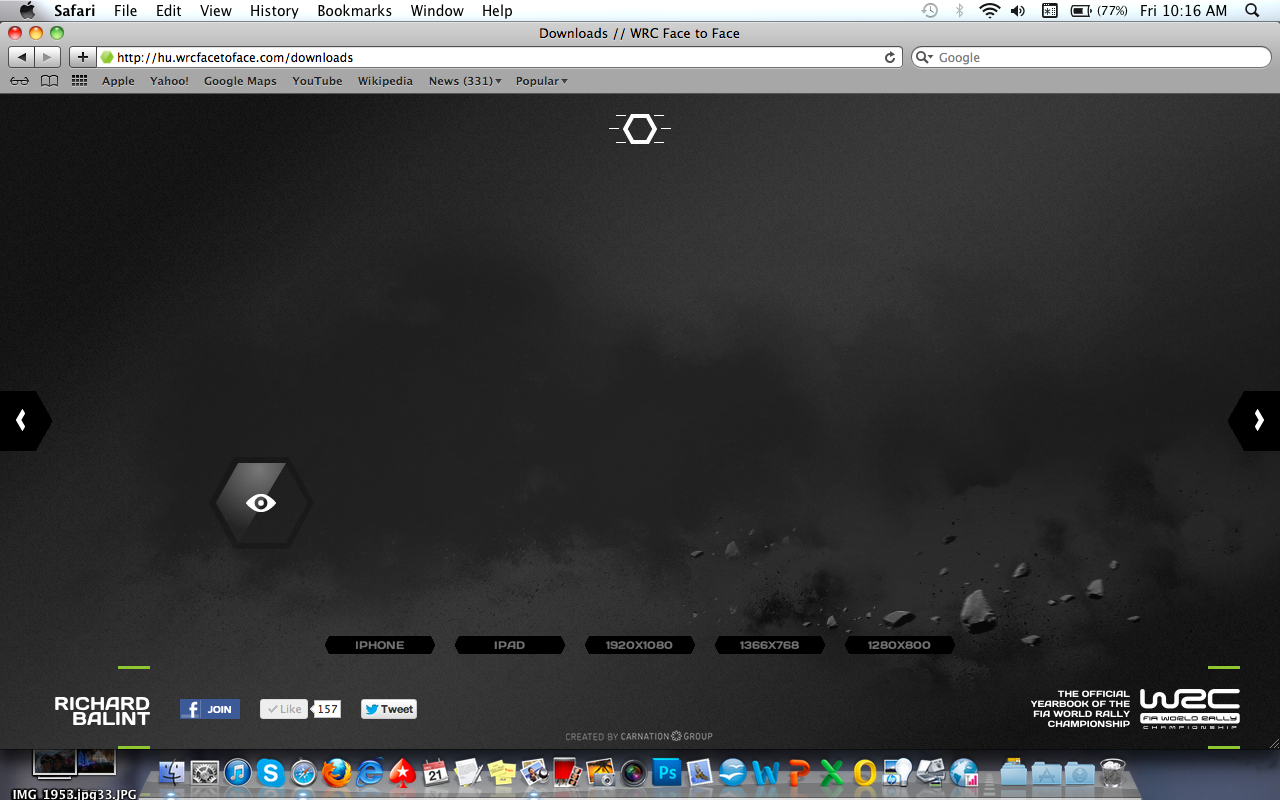 Safari File Edit View History Bookmarks Window Help (77%) Fri 10:16 AM
Downloads // WRC Face to Face
http://hu.wrcfacetoface.com/downloads Google
Apple Yahoo! Google Maps YouTube Wikipedia News (331) Popular
IPHONE IPAD 1920X1080 1366X768 1280X800
RICHARD
BALINT
JOIN Like 157 Tweet
THE OFFICIAL
YEARBOOK OF THE
FIA WORLD RALLY
CHAMPIONSHIP
WRC
FIA WORLD RALLY
CHAMPIONSHIP
CREATED BY CARNATION GROUP
21
Ps
IMG_1953.jpg33.JPG